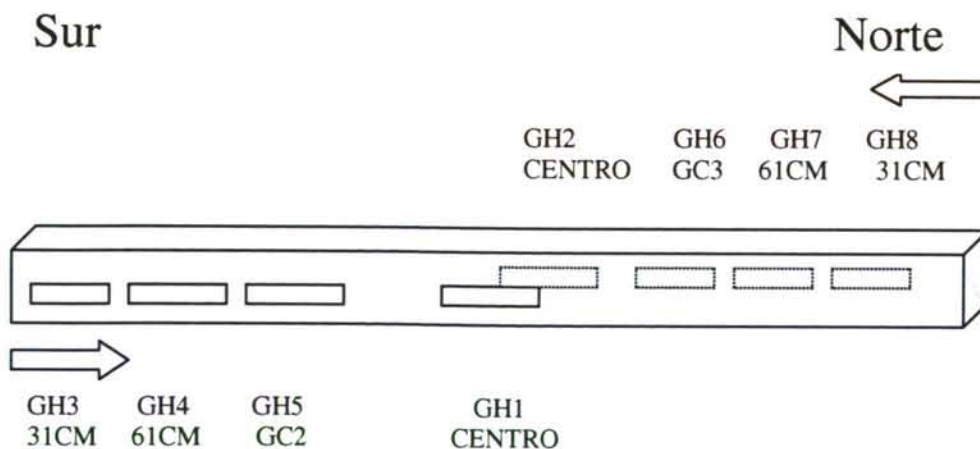 Sur Norte
GH2 GH6 GH7 GH8
CENTRO GC3 61CM 31CM
GH3 GH4 GH5 GH1
31CM 61CM GC2 CENTRO